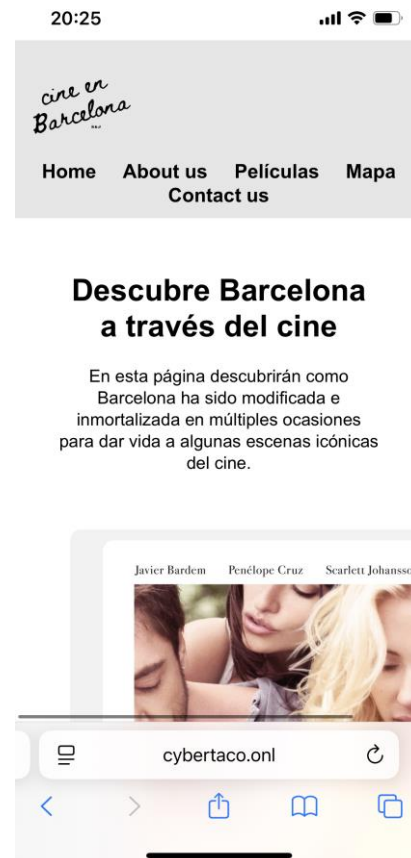 20:25
cine en
Barcelona
Home About us Películas Mapa
Contact us
Descubre Barcelona
a través del cine
En esta página descubrirán como
Barcelona ha sido modificada e
inmortalizada en múltiples ocasiones
para dar vida a algunas escenas icónicas
del cine.
Javier Bardem Penélope Cruz Scarlett Johansso
cybertaco.onl